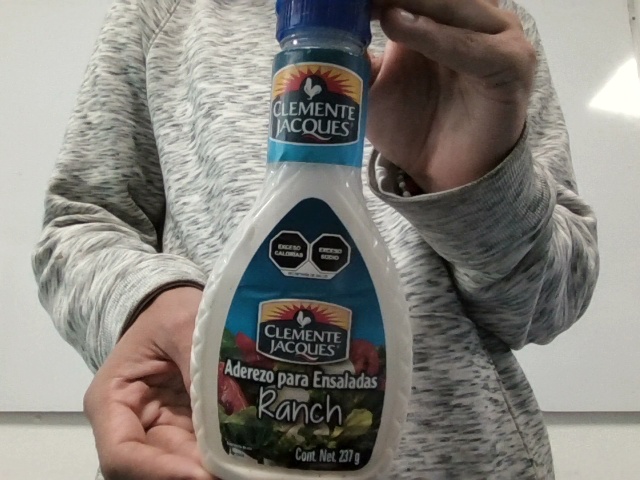 CLEMENTE
JACQUES
EXCESO
CALORÍAS
EXCESO
SODIO
CLEMENTE
JACQUES
Aderezo para Ensaladas
Ranch
Cont. Net. 237 g